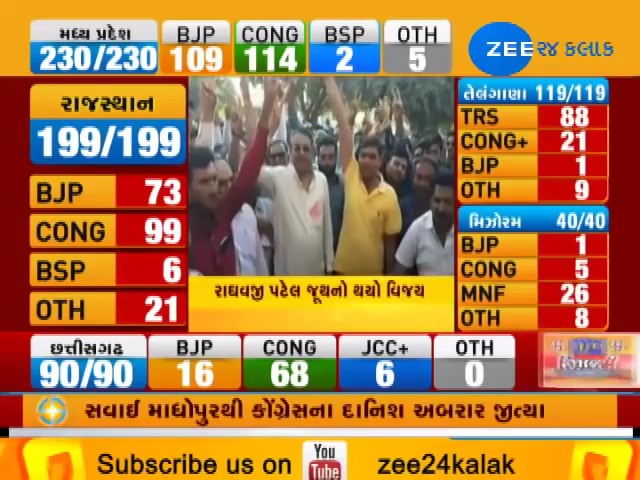 મધ્ય પ્રદેશ BJP CONG BSP OTH
230/230 109 114 2 5
ZEE ૨૪ કલાક
રાજસ્થાન
199/199
BJP 73
CONG 99
BSP 6
OTH 21
રાઘવજી પટેલ જૂથનો થયો વિજય
તેલંગાણા 119/119
TRS 88
CONG+ 21
BJP 1
OTH 9
મિઝોરમ 40/40
BJP 1
CONG 5
MNF 26
OTH 8
છત્તીસગઢ BJP CONG JCC+ OTH
90/90 16 68 6 0
સવાઈ માધોપુરથી કોંગ્રેસના દાનિશ અબરાર જીત્યા
Subscribe us on You Tube zee24kalak